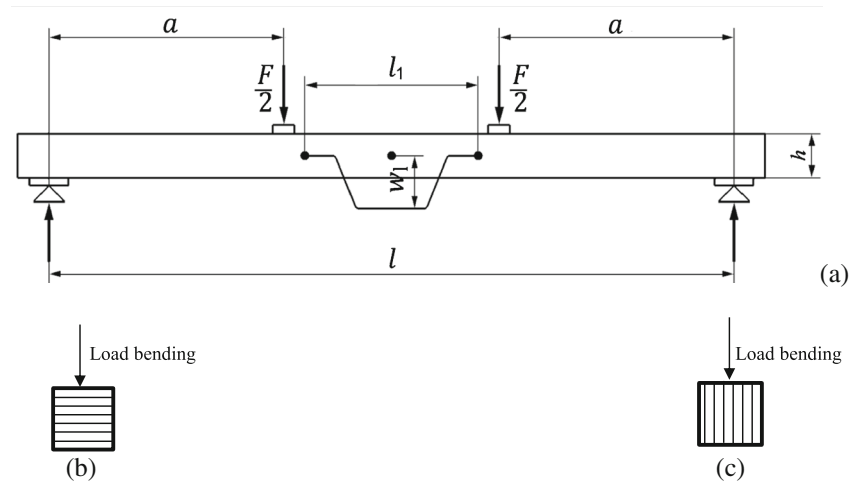 a a
l₁
F/2 F/2
h
w₁
l
(a)
Load bending Load bending
(b) (c)